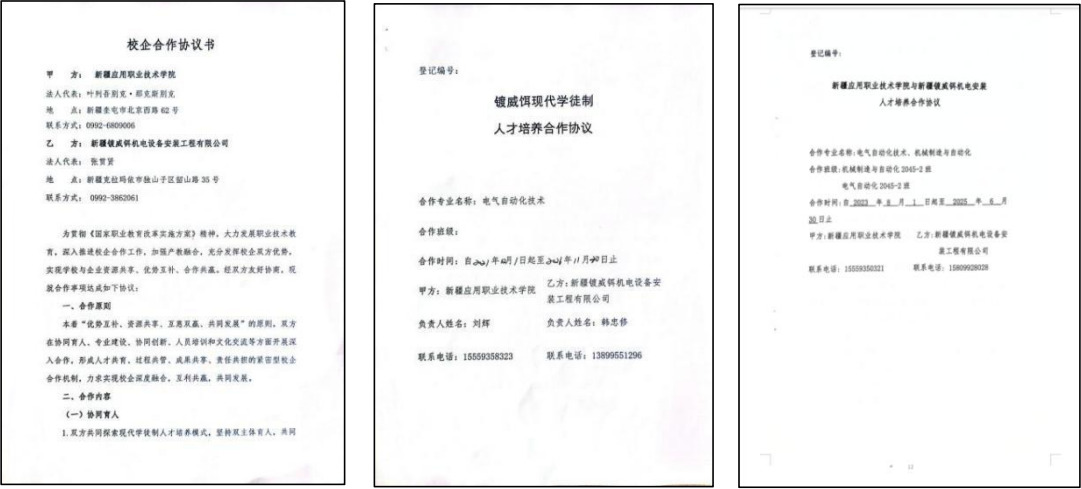 校企合作协议书
甲 方： 新疆应用职业技术学院
法人代表：叶列吾别克·那克斯别克
地 点：新疆奎屯市北京西路 62 号
联系方式：0992-6809006
乙 方：新疆镀威铒机电设备安装工程有限公司
法人代表： 张贯贤
地 点：新疆克拉玛依市独山子区韶山路 35 号
联系方式： 0992-3862061
为贯彻《国家职业教育改革实施方案》精神，大力发展职业技术教
育，深入推进校企合作工作，加强产教融合，充分发挥校企双方优势，
实现学校与企业资源共享、优势互补、合作共赢。经双方友好协商，现
就合作事项达成如下协议：
一、合作原则
本着“优势互补、资源共享、互惠双赢、共同发展”的原则，双方
在协同育人、专业建设、协同创新、人员培训和文化交流等方面开展深
入合作，形成人才共育、过程共管、成果共享、责任共担的紧密型校企
合作机制，力求实现校企深度融合、互利共赢、共同发展。
二、合作内容
（一）协同育人
1.双方共同探索现代学徒制人才培养模式，坚持双主体育人，共同
登记编号：
镀威饵现代学徒制
人才培养合作协议
合作专业名称：电气自动化技术
合作班级：
合作时间：自 年 月 1 日起至 年 11 月 日止
甲方：新疆应用职业技术学院 乙方：新疆镀威铒机电设备安
装工程有限公司
负责人姓名：刘辉 负责人姓名：韩忠修
联系电话：15559358323 联系电话：13899551296
登记编号：
新疆应用职业技术学院与新疆镀威铒机电安装
人才培养合作协议
合作专业名称：电气自动化技术、机械制造与自动化
合作班级：机械制造与自动化 2045-2 班
电气自动化 2045-2 班
合作时间：自 2023 年 8 月 1 日起至 2025 年 6 月
30 日止
甲方：新疆应用职业技术学院 乙方：新疆镀威铒机电设备安
装工程有限公司
联系电话：15559350321 联系电话：15809928028
12